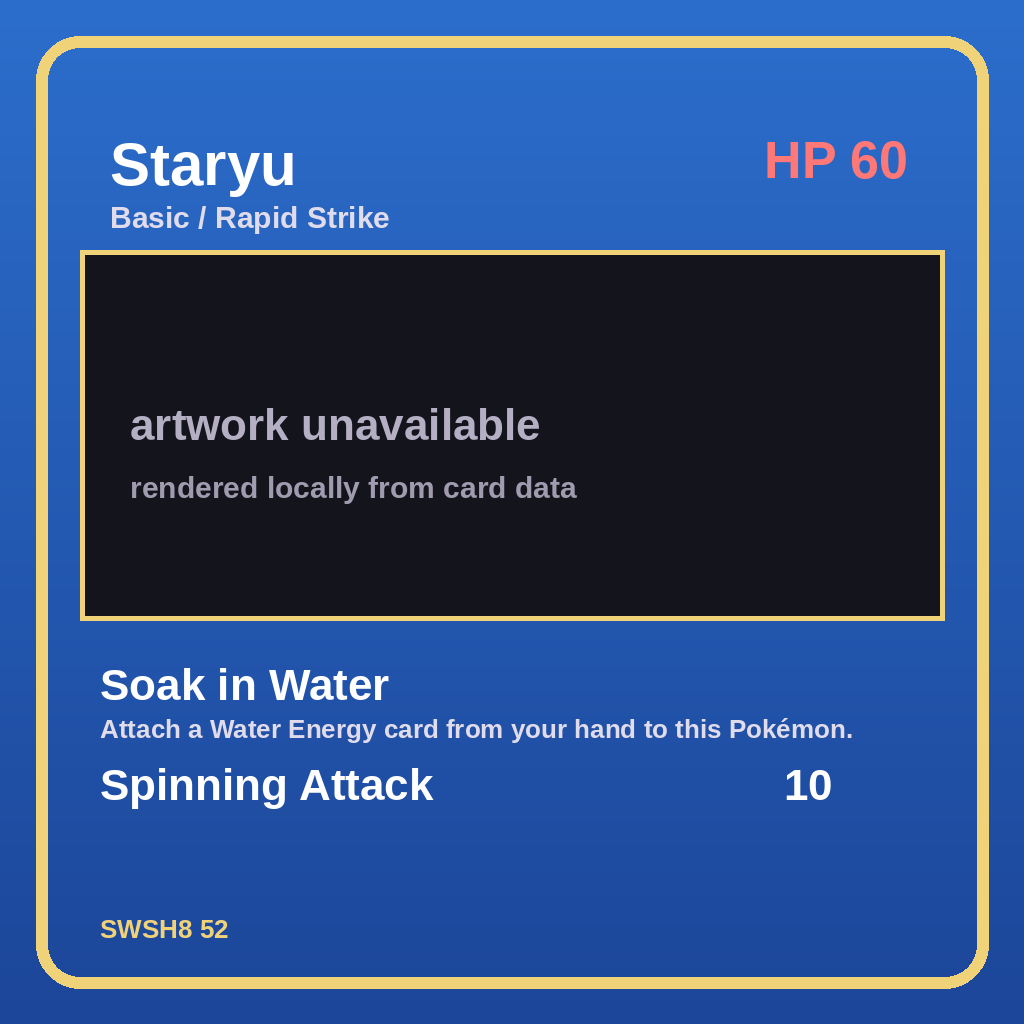 Staryu
HP 60
Basic / Rapid Strike
artwork unavailable
rendered locally from card data
Soak in Water
Attach a Water Energy card from your hand to this Pokémon.
Spinning Attack 10
SWSH8 52